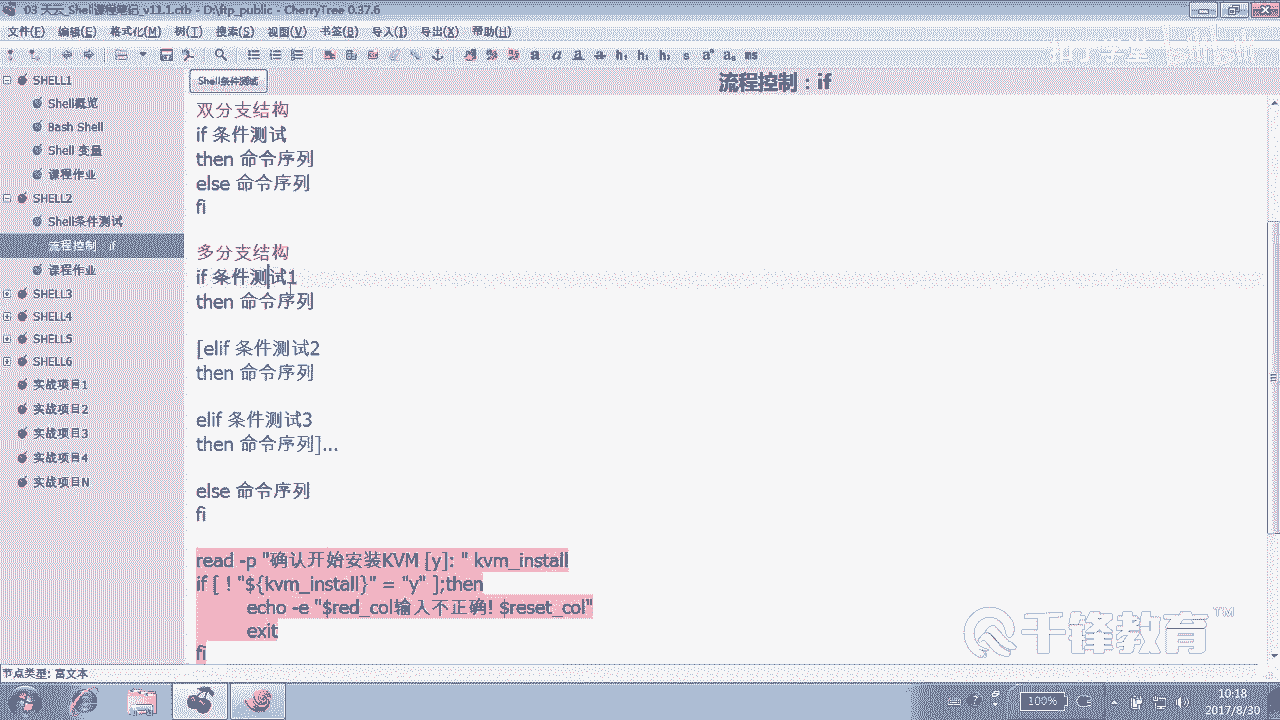 03 天云_Shell课程笔记_v11.1.ctb - D:\ftp_public - CherryTree 0.37.6
文件(F) 编辑(E) 格式化(M) 树(T) 搜索(S) 视图(V) 书签(B) 导入(I) 导出(X) 帮助(H)
SHELL1
Shell概览
Bash Shell
Shell 变量
课程作业
SHELL2
Shell条件测试
流程控制 if
课程作业
SHELL3
SHELL4
SHELL5
SHELL6
实战项目1
实战项目2
实战项目3
实战项目4
实战项目N
Shell条件测试
流程控制：if
双分支结构
if 条件测试
then 命令序列
else 命令序列
fi
多分支结构
if 条件测试1
then 命令序列
[elif 条件测试2
then 命令序列
elif 条件测试3
then 命令序列]...
else 命令序列
fi
read -p "确认开始安装KVM [y]: " kvm_install
if [ ! "${kvm_install}" = "y" ];then
echo -e "$red_col输入不正确! $reset_col"
exit
fi
千锋教育™
节点类型: 富文本
100%
10:18
2017/8/30